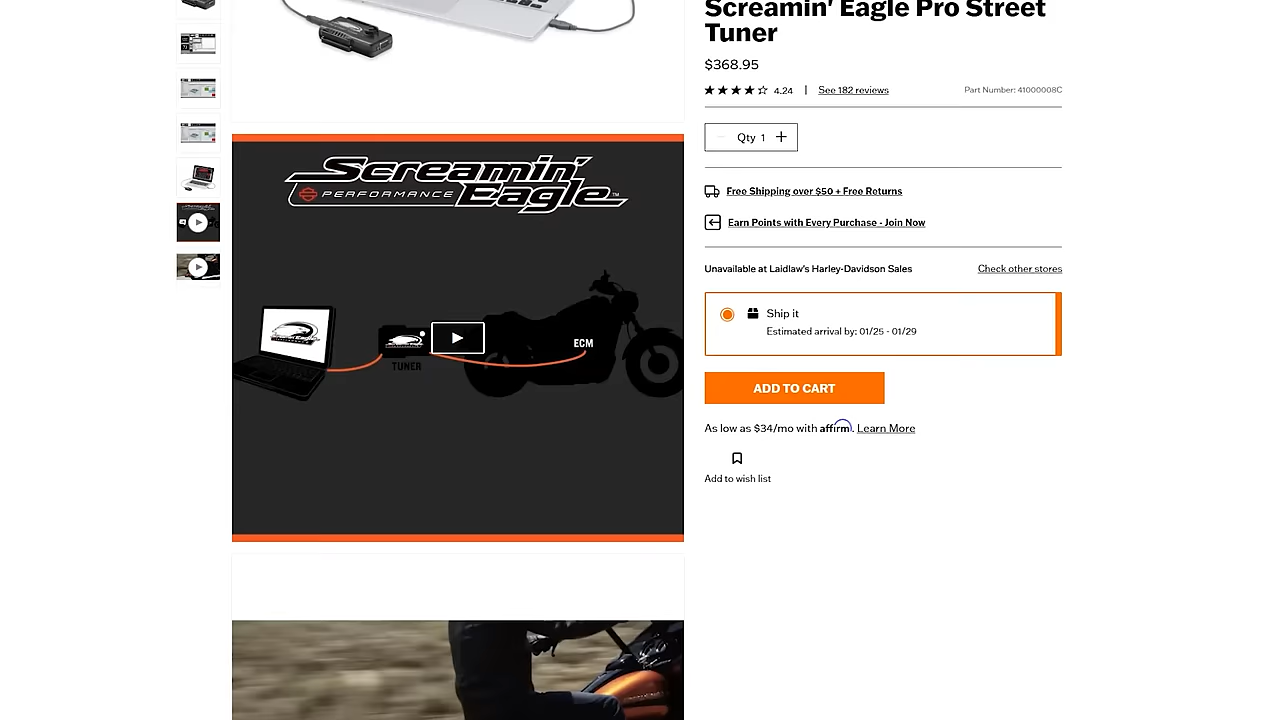 Screamin' Eagle Pro Street
Tuner
$368.95
4.24 | See 182 reviews
Part Number: 41000008C
Qty 1 +
Free Shipping over $50 + Free Returns
Earn Points with Every Purchase - Join Now
Unavailable at Laidlaw's Harley-Davidson Sales
Check other stores
Ship it
Estimated arrival by: 01/25 - 01/29
ADD TO CART
As low as $34/mo with affirm. Learn More
Add to wish list
Screamin'
PERFORMANCE Eagle™
TUNER
ECM